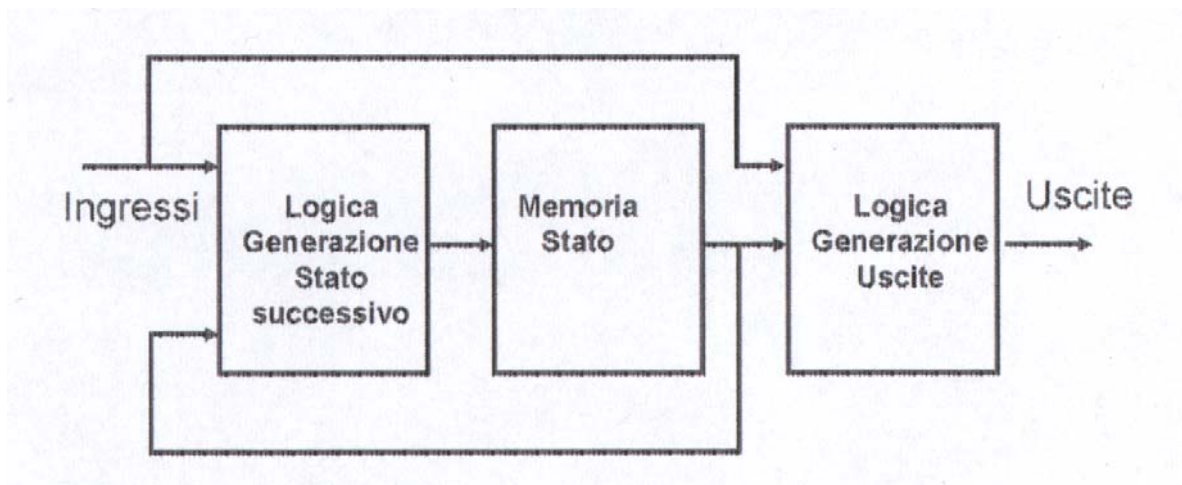 Ingressi
Logica
Generazione
Stato
successivo
Memoria
Stato
Logica
Generazione
Uscite
Uscite